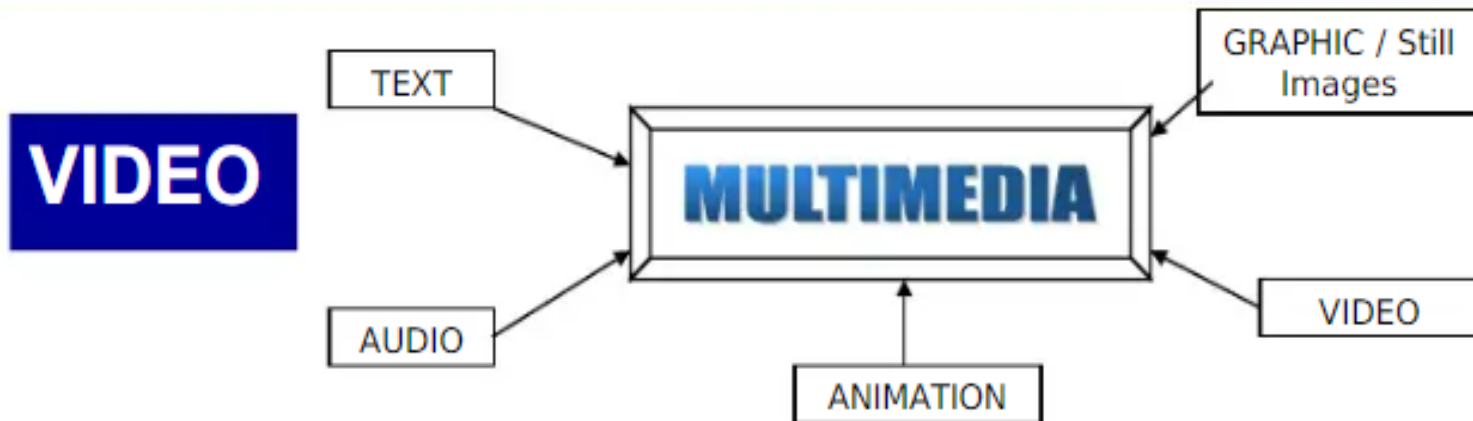 GRAPHIC / Still
Images
TEXT
VIDEO
MULTIMEDIA
AUDIO
VIDEO
ANIMATION